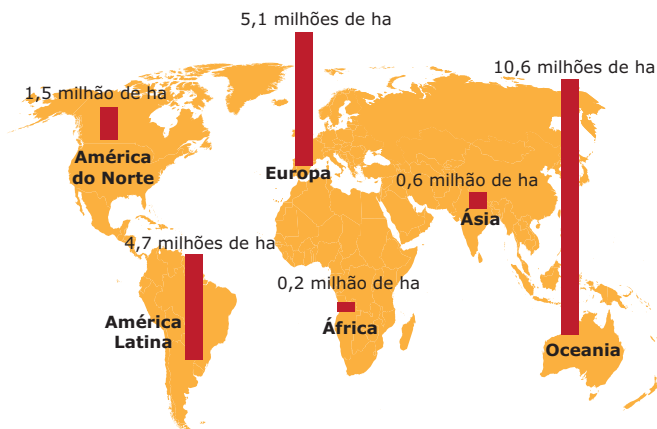 5,1 milhões de ha
10,6 milhões de ha
1,5 milhão de ha
América
do Norte
Europa
0,6 milhão de ha
Ásia
4,7 milhões de ha
0,2 milhão de ha
América
Latina
África
Oceania